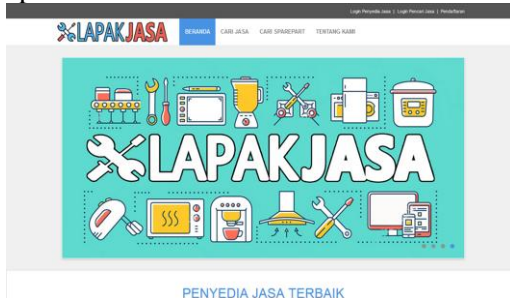 Login Penyedia Jasa | Login Pencari Jasa | Pendaftaran
LAPAKJASA
BERANDA CARI JASA CARI SPAREPART TENTANG KAMI
LAPAKJASA
PENYEDIA JASA TERBAIK